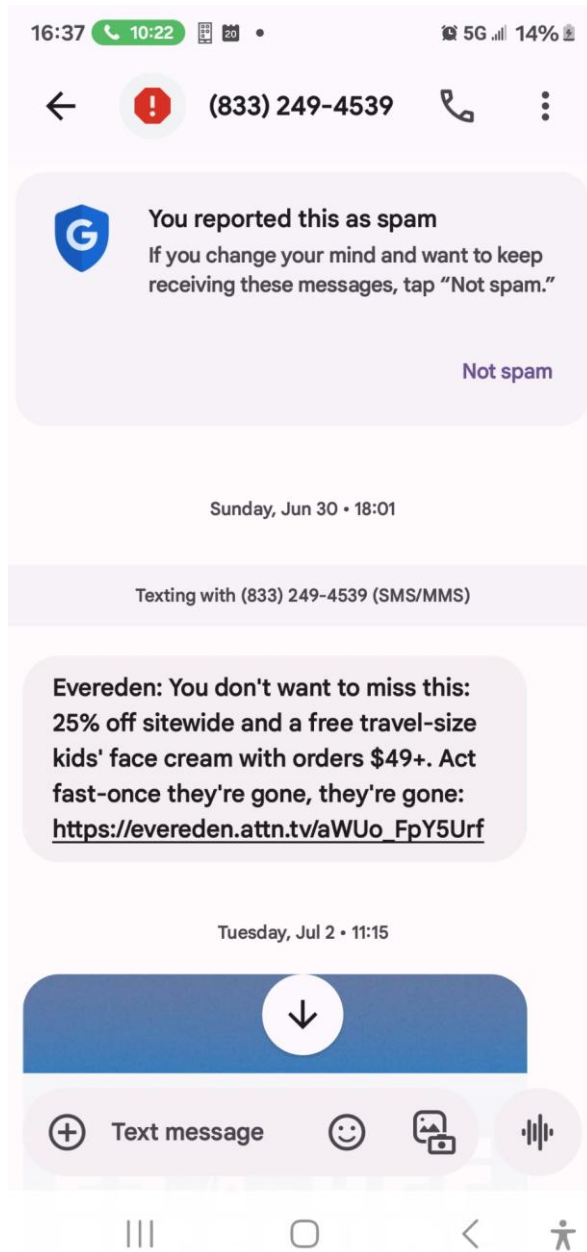 16:37 10:22 20 5G 14%
(833) 249-4539
You reported this as spam
If you change your mind and want to keep
receiving these messages, tap “Not spam.”
Not spam
Sunday, Jun 30 • 18:01
Texting with (833) 249-4539 (SMS/MMS)
Evereden: You don't want to miss this:
25% off sitewide and a free travel-size
kids' face cream with orders $49+. Act
fast-once they're gone, they're gone:
https://evereden.attn.tv/aWUo_FpY5Urf
Tuesday, Jul 2 • 11:15
Text message